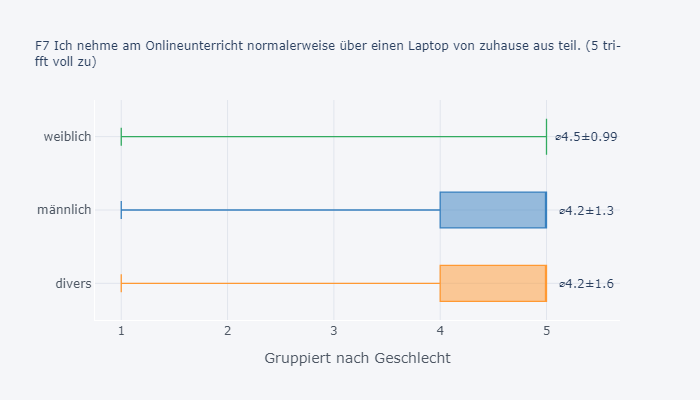 F7 Ich nehme am Onlineunterricht normalerweise über einen Laptop von zuhause aus teil. (5 tri-
fft voll zu)
weiblich
⌀4.5±0.99
männlich
⌀4.2±1.3
divers
⌀4.2±1.6
1 2 3 4 5
Gruppiert nach Geschlecht